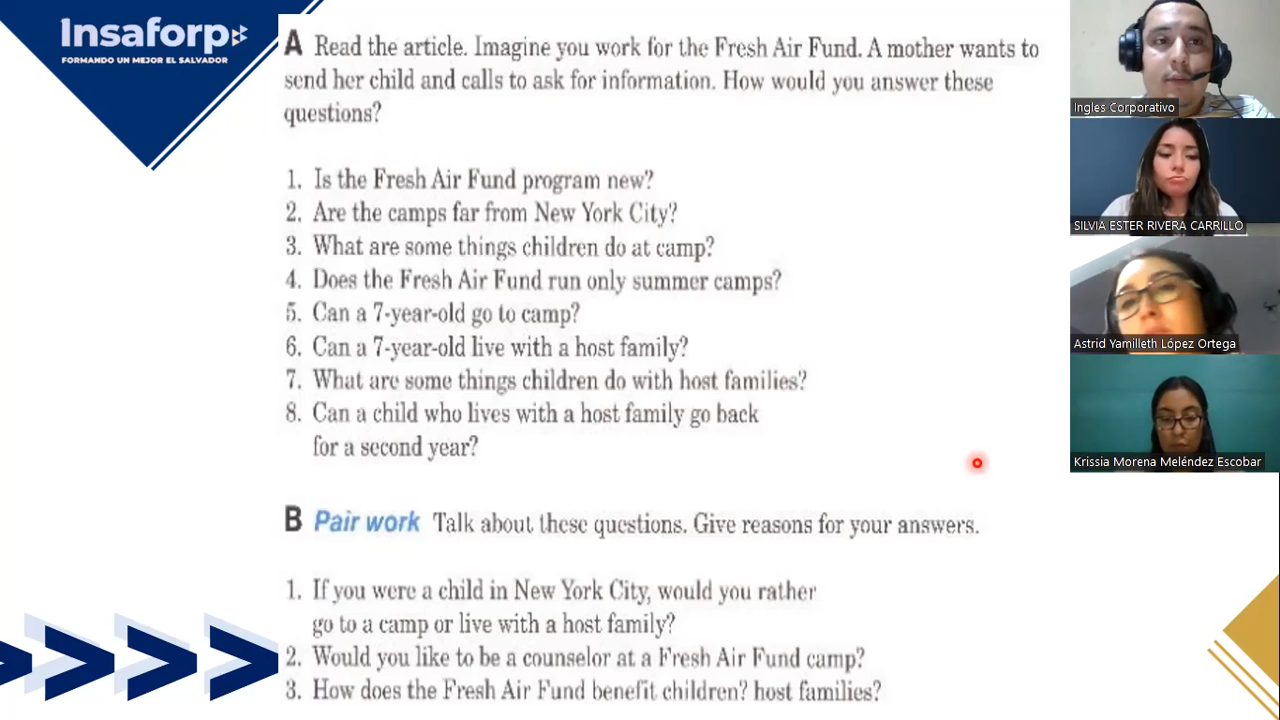 Insaforp
FORMANDO UN MEJOR EL SALVADOR
A Read the article. Imagine you work for the Fresh Air Fund. A mother wants to
send her child and calls to ask for information. How would you answer these
questions?
1. Is the Fresh Air Fund program new?
2. Are the camps far from New York City?
3. What are some things children do at camp?
4. Does the Fresh Air Fund run only summer camps?
5. Can a 7-year-old go to camp?
6. Can a 7-year-old live with a host family?
7. What are some things children do with host families?
8. Can a child who lives with a host family go back
for a second year?
B Pair work Talk about these questions. Give reasons for your answers.
1. If you were a child in New York City, would you rather
go to a camp or live with a host family?
2. Would you like to be a counselor at a Fresh Air Fund camp?
3. How does the Fresh Air Fund benefit children? host families?
Ingles Corporativo
SILVIA ESTER RIVERA CARRILLO
Astrid Yamilleth López Ortega
Krissia Morena Meléndez Escobar